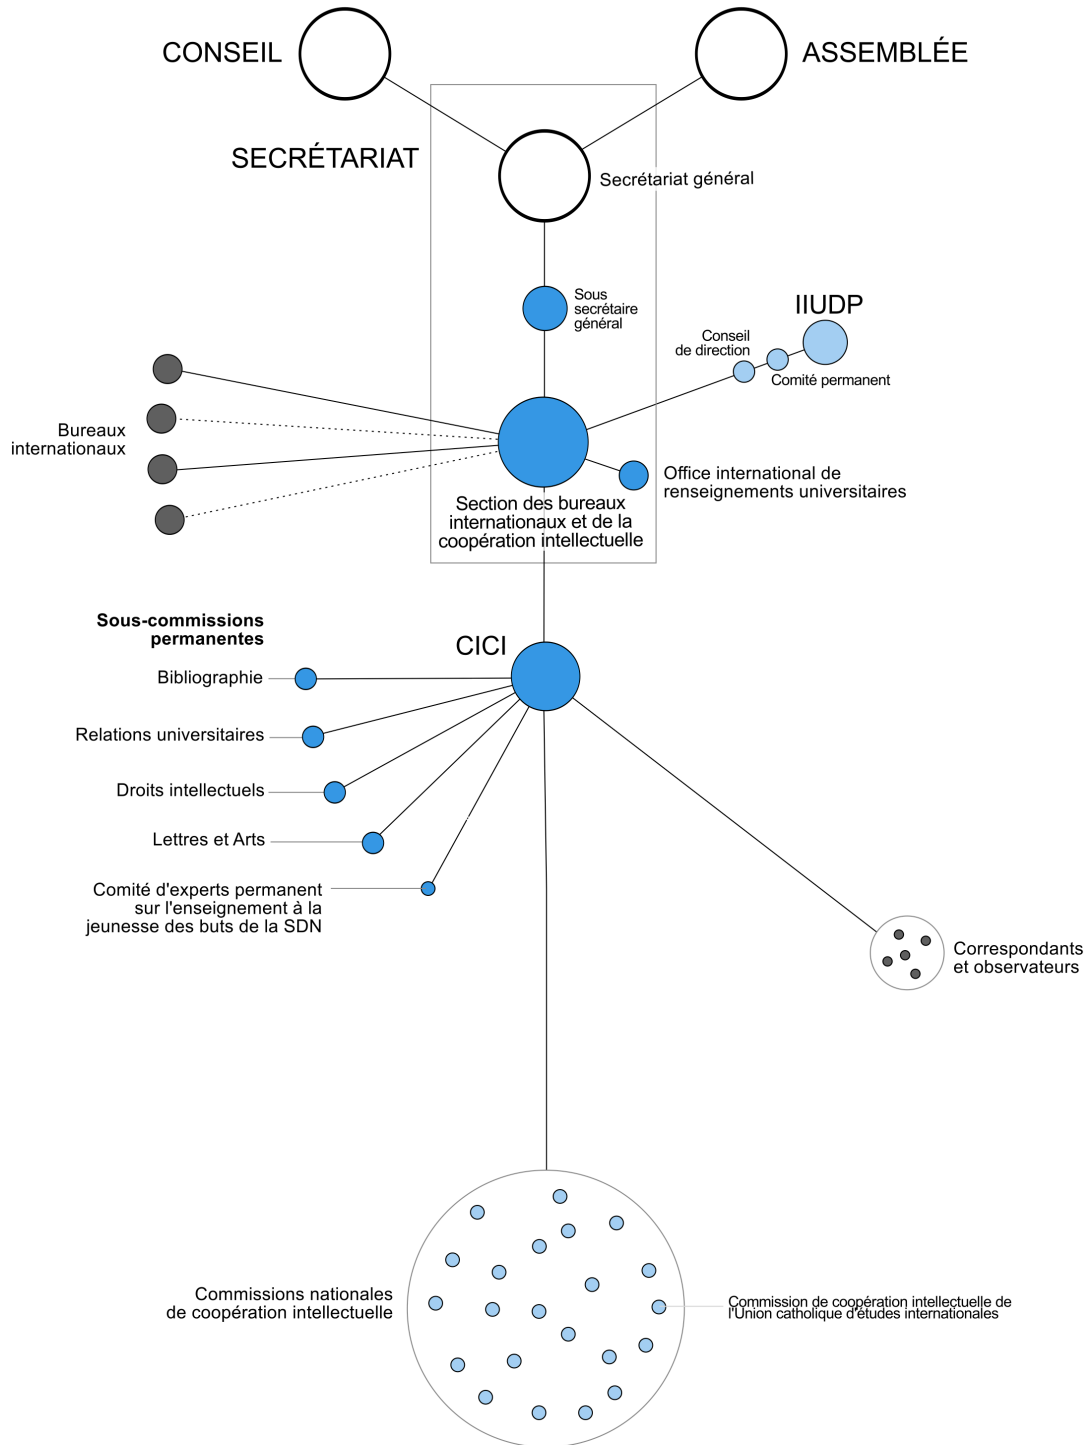 CONSEIL
ASSEMBLÉE
SECRÉTARIAT
Secrétariat général
Sous
secrétaire
général
IIUDP
Conseil
de direction
Comité permanent
Bureaux
internationaux
Office international de
renseignements universitaires
Section des bureaux
internationaux et de la
coopération intellectuelle
Sous-commissions
permanentes
CICI
Bibliographie
Relations universitaires
Droits intellectuels
Lettres et Arts
Comité d'experts permanent
sur l'enseignement à la
jeunesse des buts de la SDN
Correspondants
et observateurs
Commissions nationales
de coopération intellectuelle
Commission de coopération intellectuelle de
l'Union catholique d'études internationales